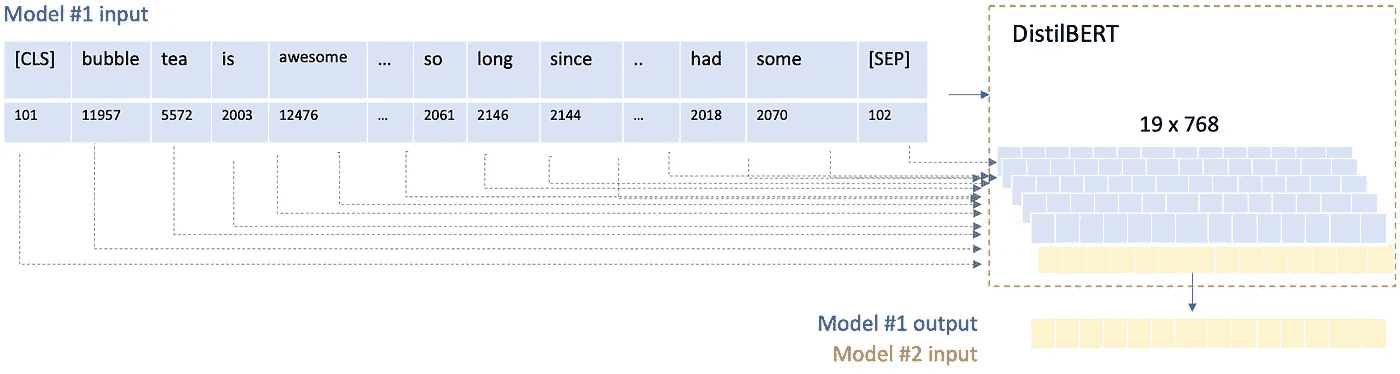 Model #1 input
DistilBERT
[CLS] bubble tea is awesome ... so long since .. had some [SEP]
101 11957 5572 2003 12476 ... 2061 2146 2144 ... 2018 2070 102
19 x 768
Model #1 output
Model #2 input